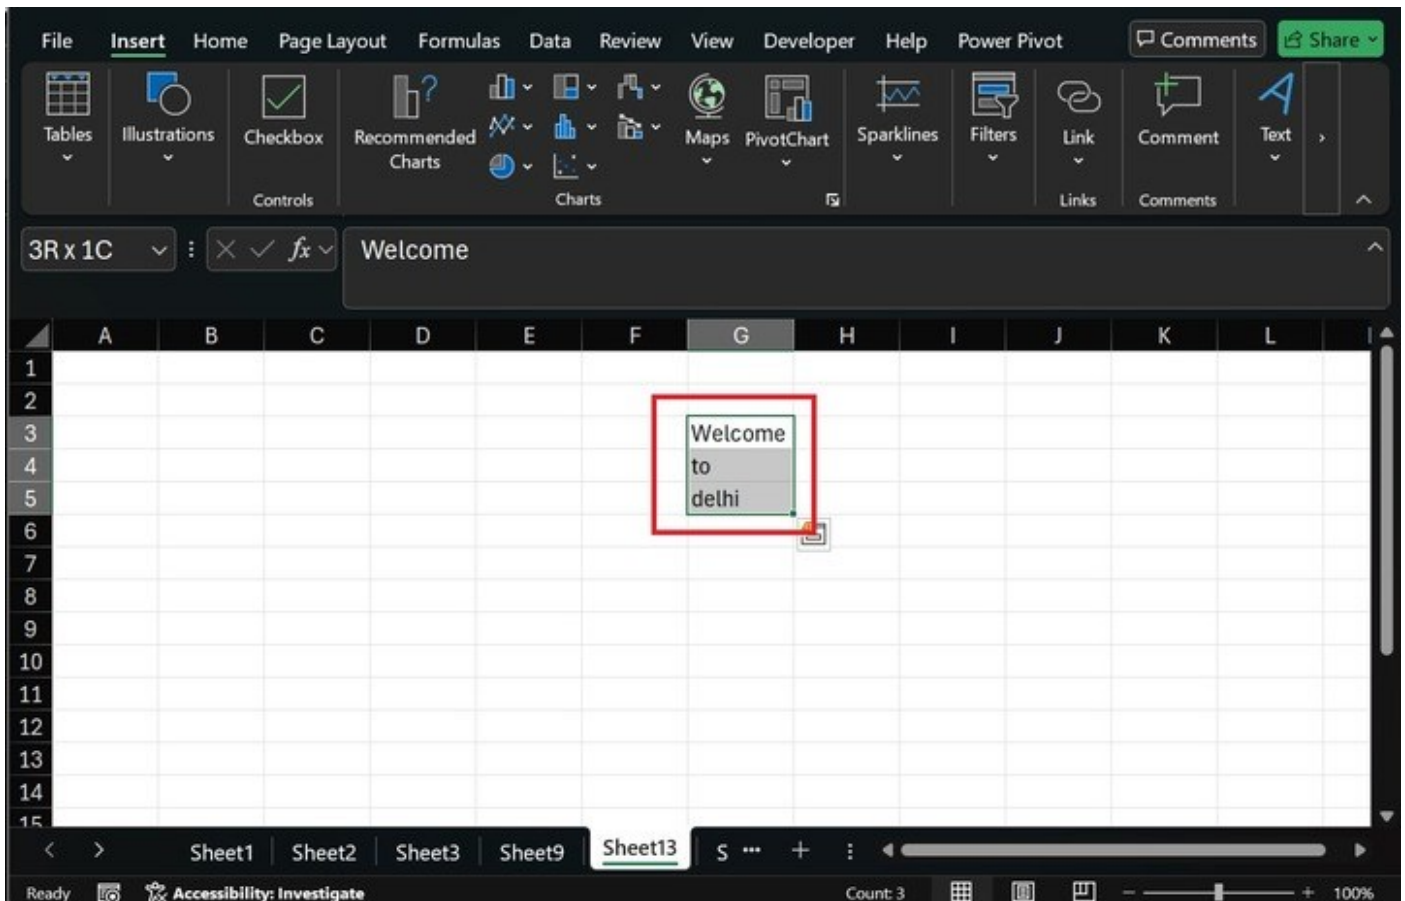 File Insert Home Page Layout Formulas Data Review View Developer Help Power Pivot Comments Share
Tables Illustrations Checkbox Recommended Charts Maps PivotChart Sparklines Filters Link Comment Text
Controls Charts Links Comments
3R x 1C fx Welcome
A B C D E F G H I J K L
1
2
3 Welcome
4 to
5 delhi
6
7
8
9
10
11
12
13
14
15
Sheet1 Sheet2 Sheet3 Sheet9 Sheet13 S ... +
Ready Accessibility: Investigate Count: 3 - + 100%